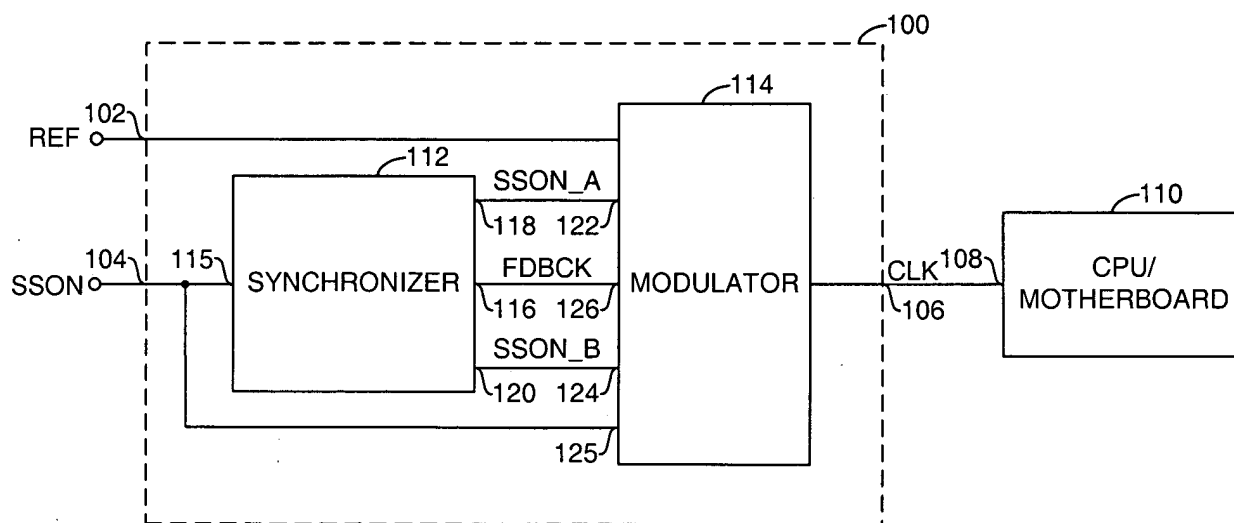 100
114
102
REF
112
SSON_A
118 122
110
104
SSON
115
SYNCHRONIZER
FDBCK
116 126
MODULATOR
CLK
106
108
CPU/
MOTHERBOARD
SSON_B
120 124
125